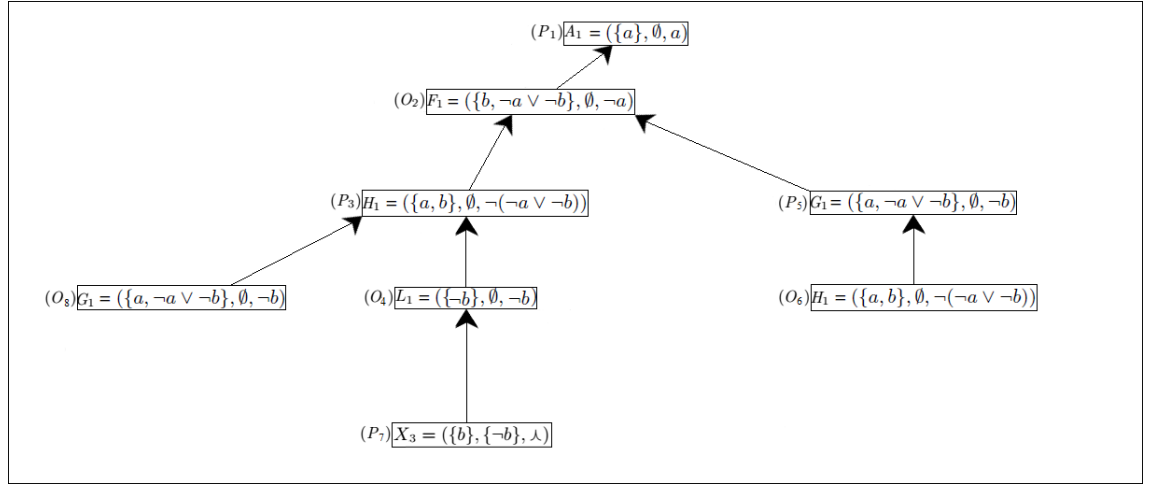 (P₁) A₁ = ({a}, ∅, a)
(O₂) F₁ = ({b, ¬a ∨ ¬b}, ∅, ¬a)
(P₃) H₁ = ({a, b}, ∅, ¬(¬a ∨ ¬b))
(P₅) G₁ = ({a, ¬a ∨ ¬b}, ∅, ¬b)
(O₈) G₁ = ({a, ¬a ∨ ¬b}, ∅, ¬b)
(O₄) L₁ = ({¬b}, ∅, ¬b)
(O₆) H₁ = ({a, b}, ∅, ¬(¬a ∨ ¬b))
(P₇) X₃ = ({b}, {¬b}, ⋏)